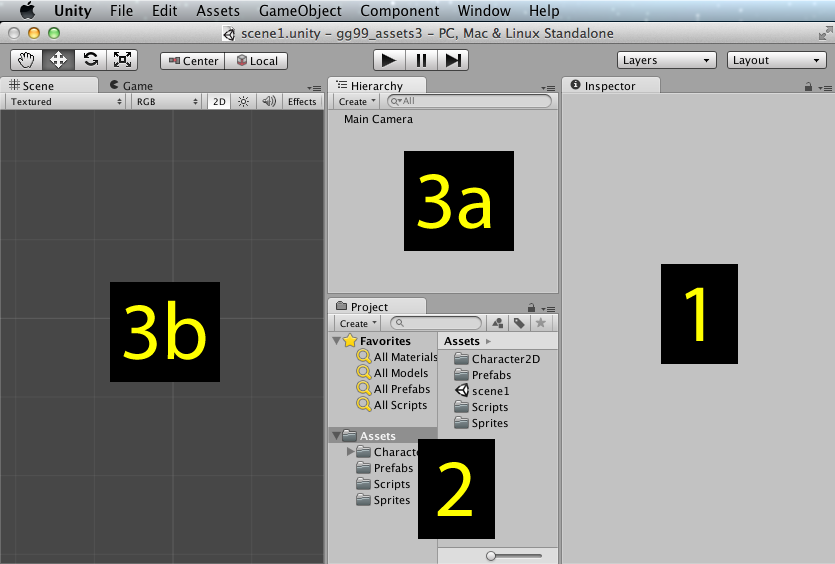 Unity File Edit Assets GameObject Component Window Help
scene1.unity – gg99_assets3 – PC, Mac & Linux Standalone
Center Local Layers Layout
Scene Game
Textured RGB 2D Effects
3b
Hierarchy
Create All
Main Camera
3a
Project
Create
Favorites
All Materials
All Models
All Prefabs
All Scripts
Assets
Prefabs
Scripts
Sprites
Assets
Character2D
Prefabs
scene1
Scripts
Sprites
2
Inspector
1